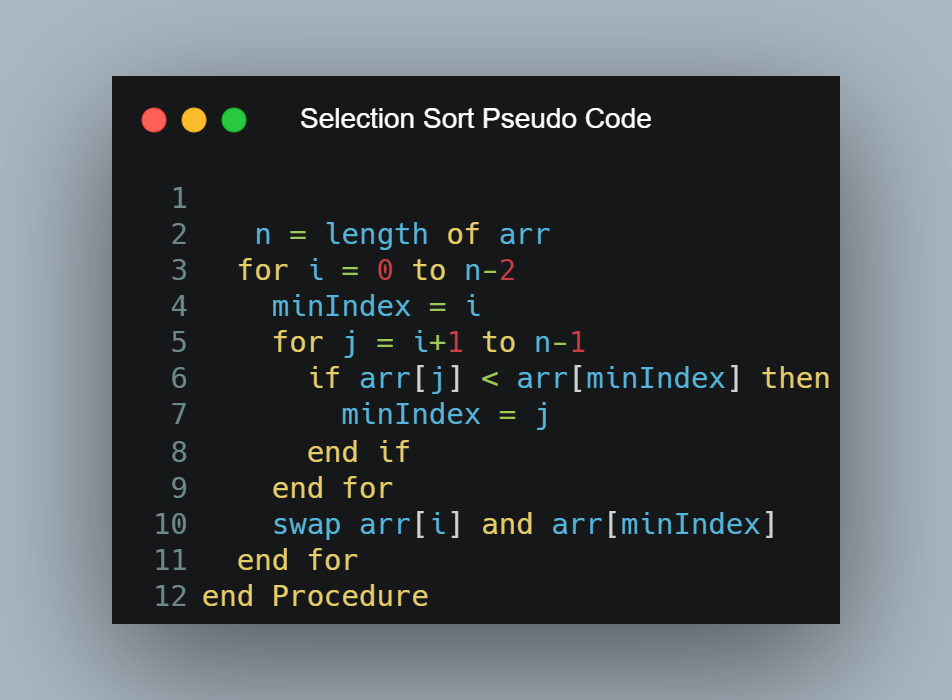 Selection Sort Pseudo Code
1
2    n = length of arr
3   for i = 0 to n-2
4     minIndex = i
5     for j = i+1 to n-1
6       if arr[j] < arr[minIndex] then
7         minIndex = j
8       end if
9     end for
10     swap arr[i] and arr[minIndex]
11   end for
12 end Procedure